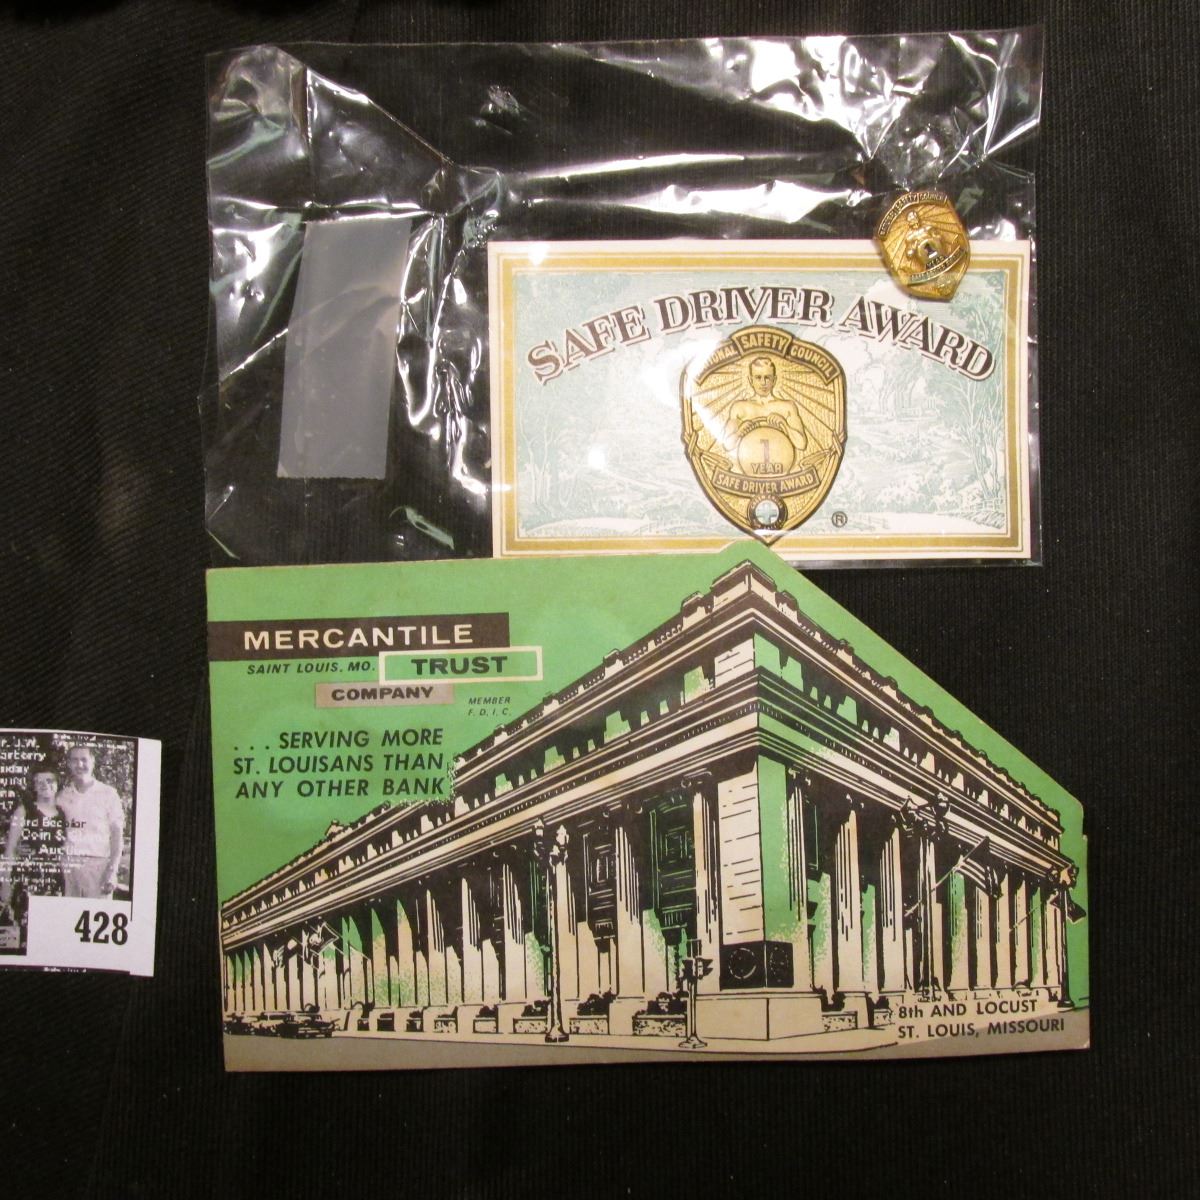 SAFE DRIVER AWARD
SAFETY COUNCIL
1
YEAR
SAFE DRIVER AWARD
®
MERCANTILE
SAINT LOUIS, MO.
TRUST
COMPANY
MEMBER
F. D. I. C.
. . . SERVING MORE
ST. LOUISANS THAN
ANY OTHER BANK
8th AND LOCUST
ST. LOUIS, MISSOURI
428